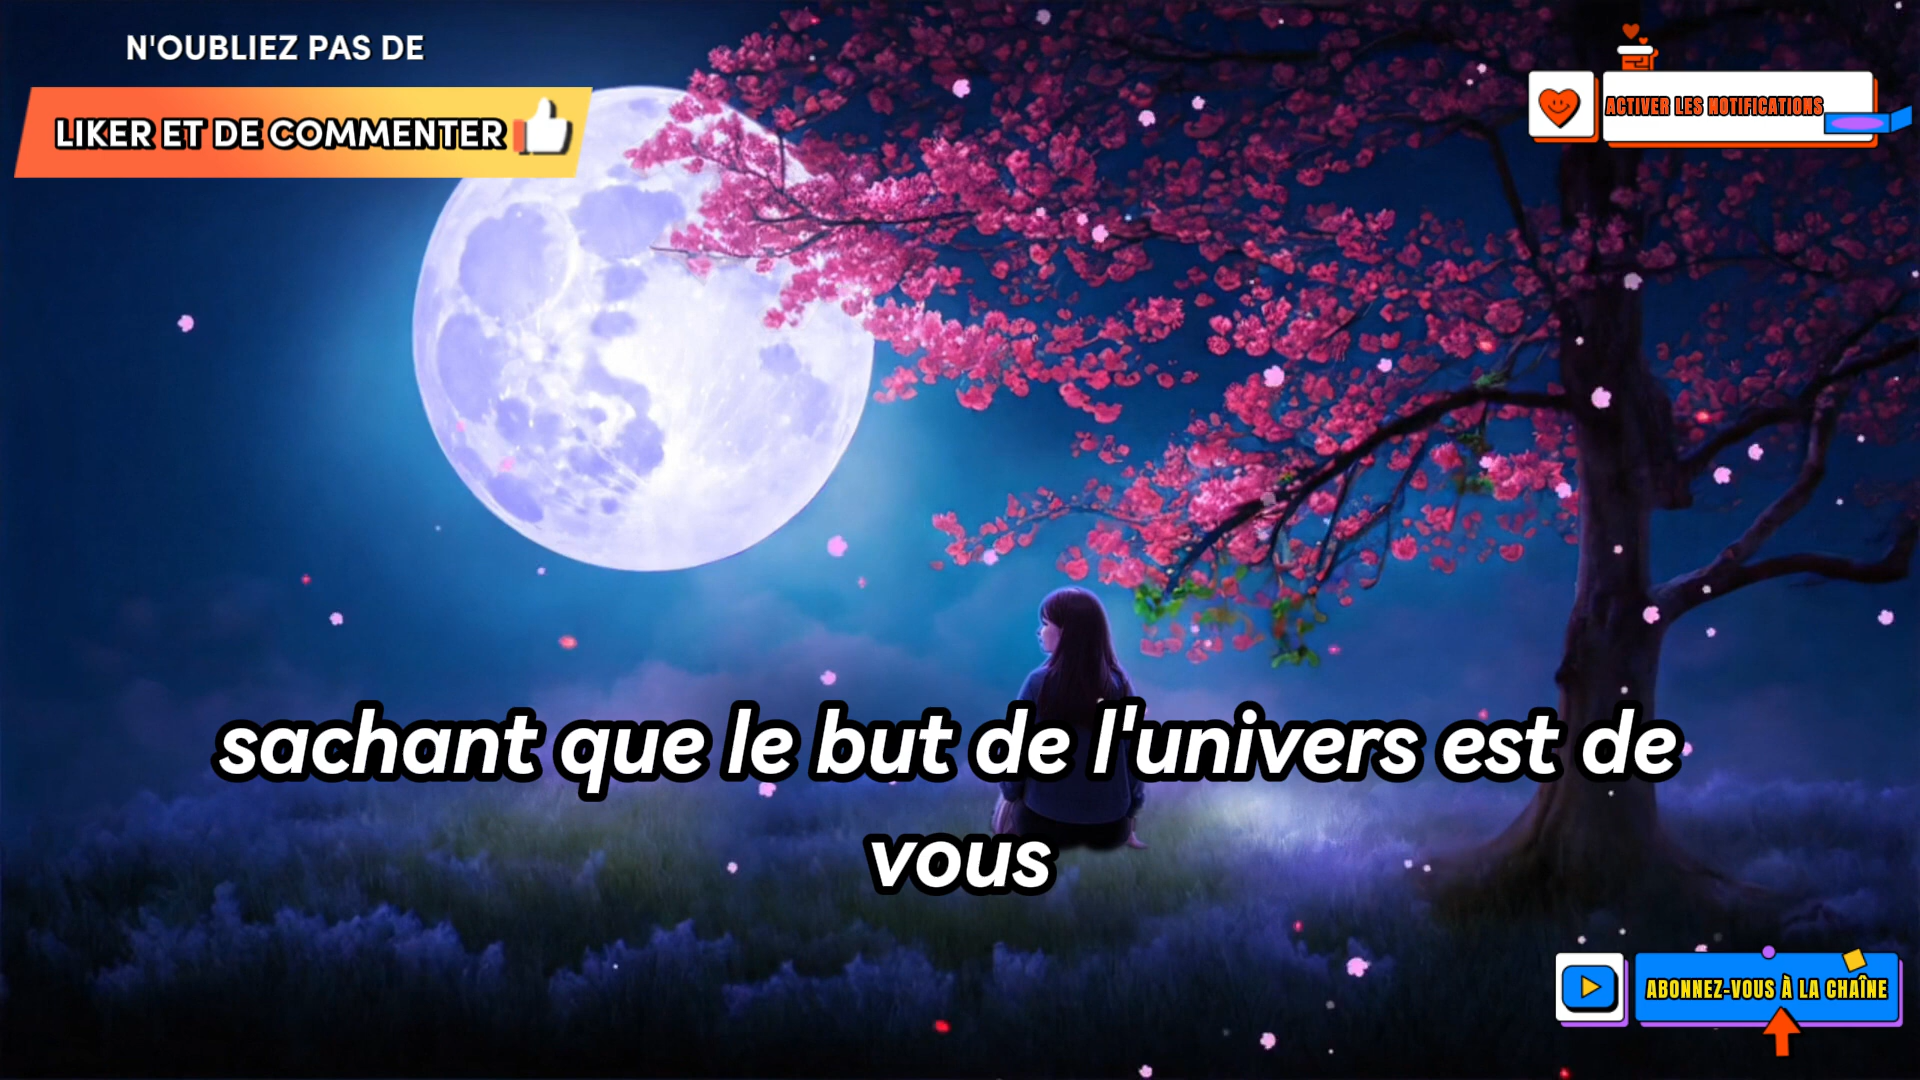 N'OUBLIEZ PAS DE
LIKER ET DE COMMENTER
ACTIVER LES NOTIFICATIONS
sachant que le but de l'univers est de
vous
ABONNEZ-VOUS À LA CHAÎNE